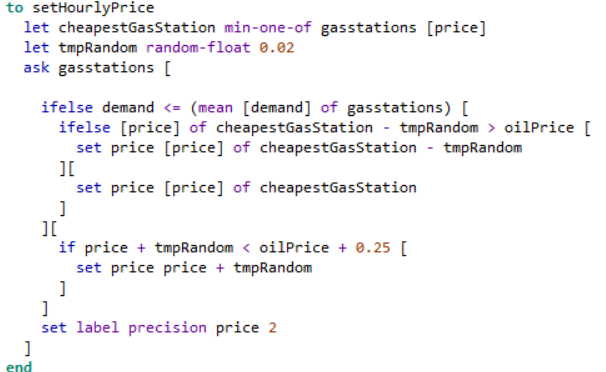 to setHourlyPrice
  let cheapestGasStation min-one-of gasstations [price]
  let tmpRandom random-float 0.02
  ask gasstations [

    ifelse demand <= (mean [demand] of gasstations) [
      ifelse [price] of cheapestGasStation - tmpRandom > oilPrice [
        set price [price] of cheapestGasStation - tmpRandom
      ][
        set price [price] of cheapestGasStation
      ]
    ][
      if price + tmpRandom < oilPrice + 0.25 [
        set price price + tmpRandom
      ]
    ]
    set label precision price 2
  ]
end